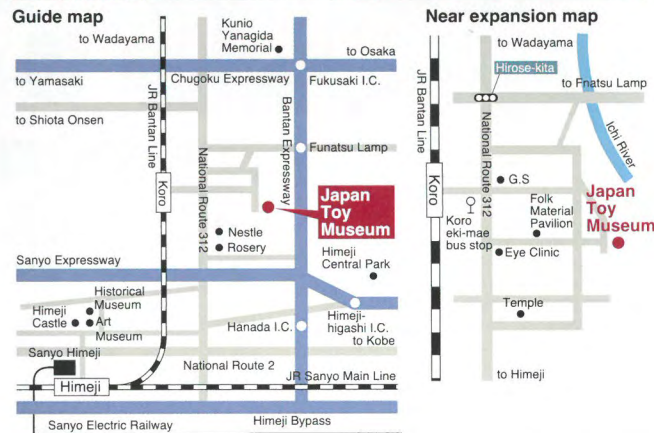 Guide map
to Wadayama
Kunio
Yanagida
Memorial
to Osaka
to Yamasaki
Chugoku Expressway
Fukusaki I.C.
JR Bantan Line
to Shiota Onsen
Bantan Expressway
National Route 312
Funatsu Lamp
Koro
Japan
Toy
Museum
Nestle
Rosery
Himeji
Central Park
Sanyo Expressway
Historical
Museum
Himeji
Castle
Art
Museum
Hanada I.C.
Himeji-
higashi I.C.
to Kobe
Sanyo Himeji
National Route 2
Himeji
JR Sanyo Main Line
Sanyo Electric Railway
Himeji Bypass
Near expansion map
to Wadayama
Hirose-kita
to Fnatsu Lamp
JR Bantan Line
National Route 312
Ichi River
Koro
G.S
Koro
eki-mae
bus stop
Folk
Material
Pavilion
Japan
Toy
Museum
Eye Clinic
Temple
to Himeji